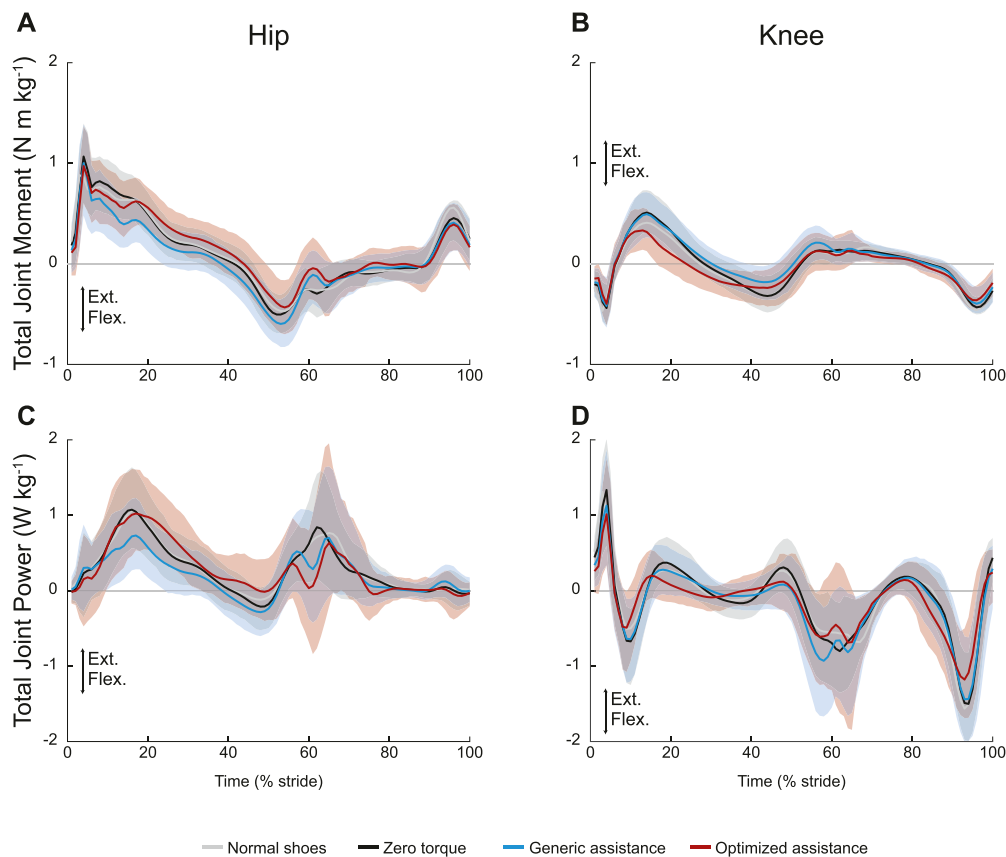 A
Hip
B
Knee
Total Joint Moment (N m kg-1)
2
1
0
-1
Ext.
Flex.
0
20
40
60
80
100
2
1
0
-1
Ext.
Flex.
0
20
40
60
80
100
C
D
Total Joint Power (W kg-1)
2
1
0
-1
-2
Ext.
Flex.
0
20
40
60
80
100
Time (% stride)
2
1
0
-1
-2
Ext.
Flex.
0
20
40
60
80
100
Time (% stride)
Normal shoes
Zero torque
Generic assistance
Optimized assistance